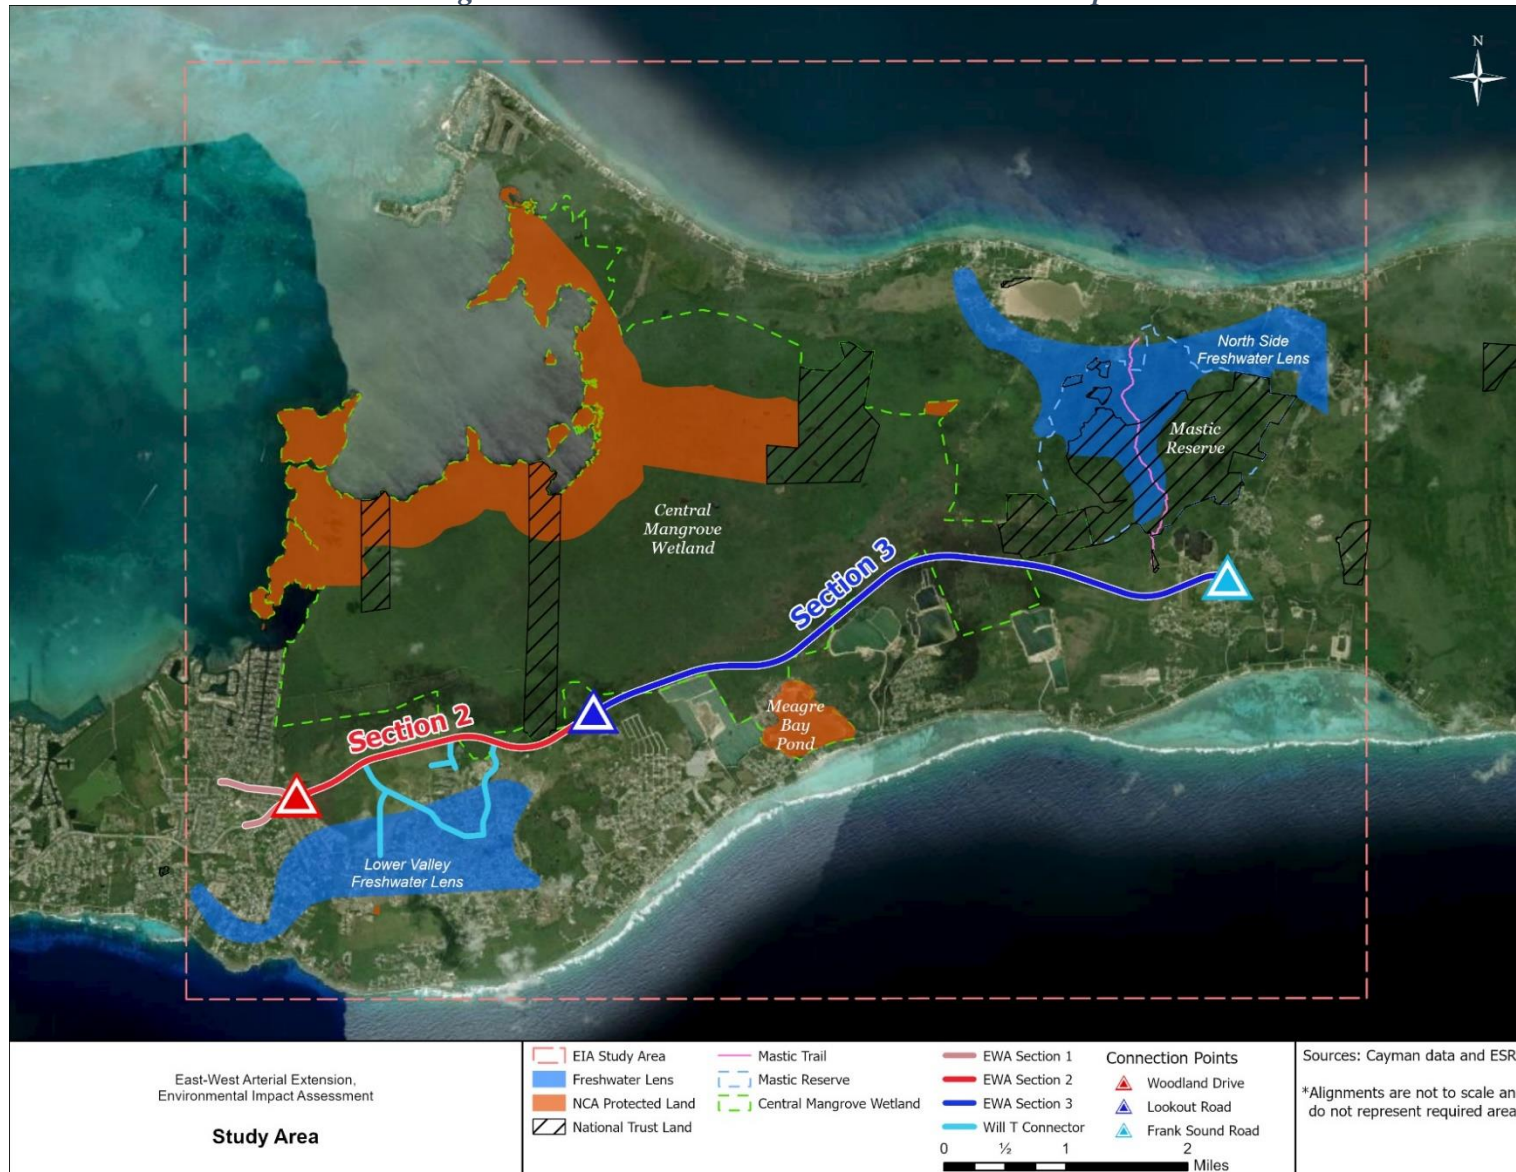 N
North Side
Freshwater Lens
Mastic
Reserve
Central
Mangrove
Wetland
Section 3
Section 2
Meagre
Bay
Pond
Lower Valley
Freshwater Lens
East-West Arterial Extension,
Environmental Impact Assessment
Study Area
EIA Study Area
Freshwater Lens
NCA Protected Land
National Trust Land
Mastic Trail
Mastic Reserve
Central Mangrove Wetland
EWA Section 1
EWA Section 2
EWA Section 3
Will T Connector
Connection Points
Woodland Drive
Lookout Road
Frank Sound Road
0 ½ 1 2
Miles
Sources: Cayman data and ESR
*Alignments are not to scale an
do not represent required area